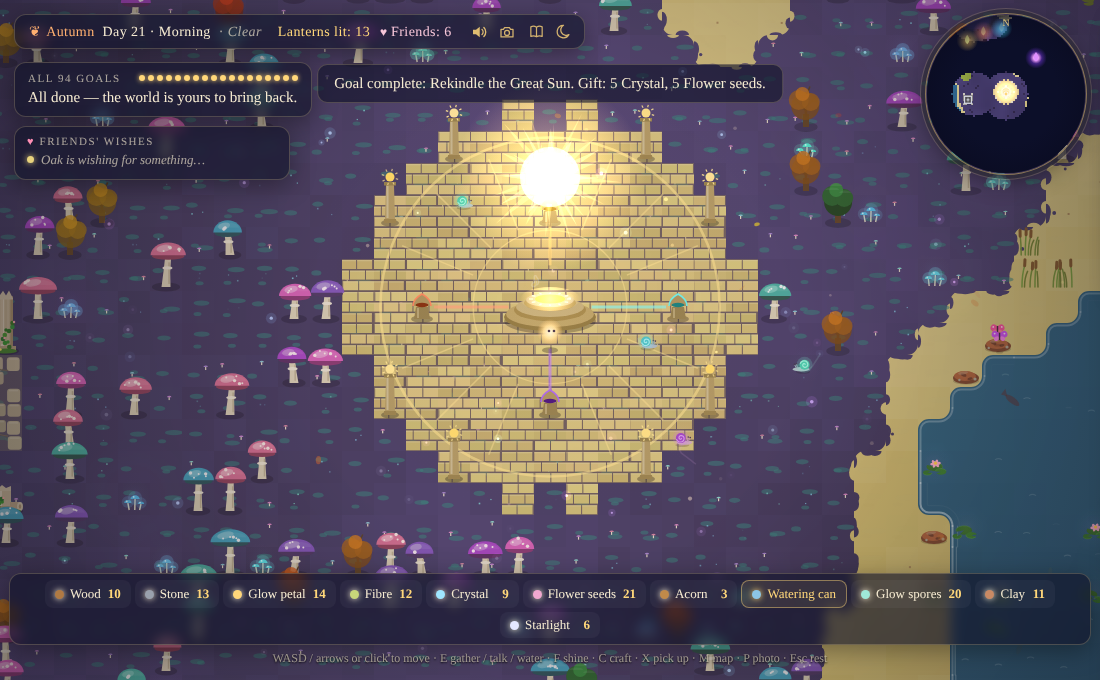 Autumn Day 21 · Morning · Clear Lanterns lit: 13 ♥ Friends: 6
N
ALL 94 GOALS
All done — the world is yours to bring back.
Goal complete: Rekindle the Great Sun. Gift: 5 Crystal, 5 Flower seeds.
♥ FRIENDS' WISHES
Oak is wishing for something…
Wood 10 Stone 13 Glow petal 14 Fibre 12 Crystal 9 Flower seeds 21 Acorn 3 Watering can Glow spores 20 Clay 11
Starlight 6
WASD / arrows or click to move · E gather / talk / water · F shine · C craft · X pick up · M map · P photo · Esc rest